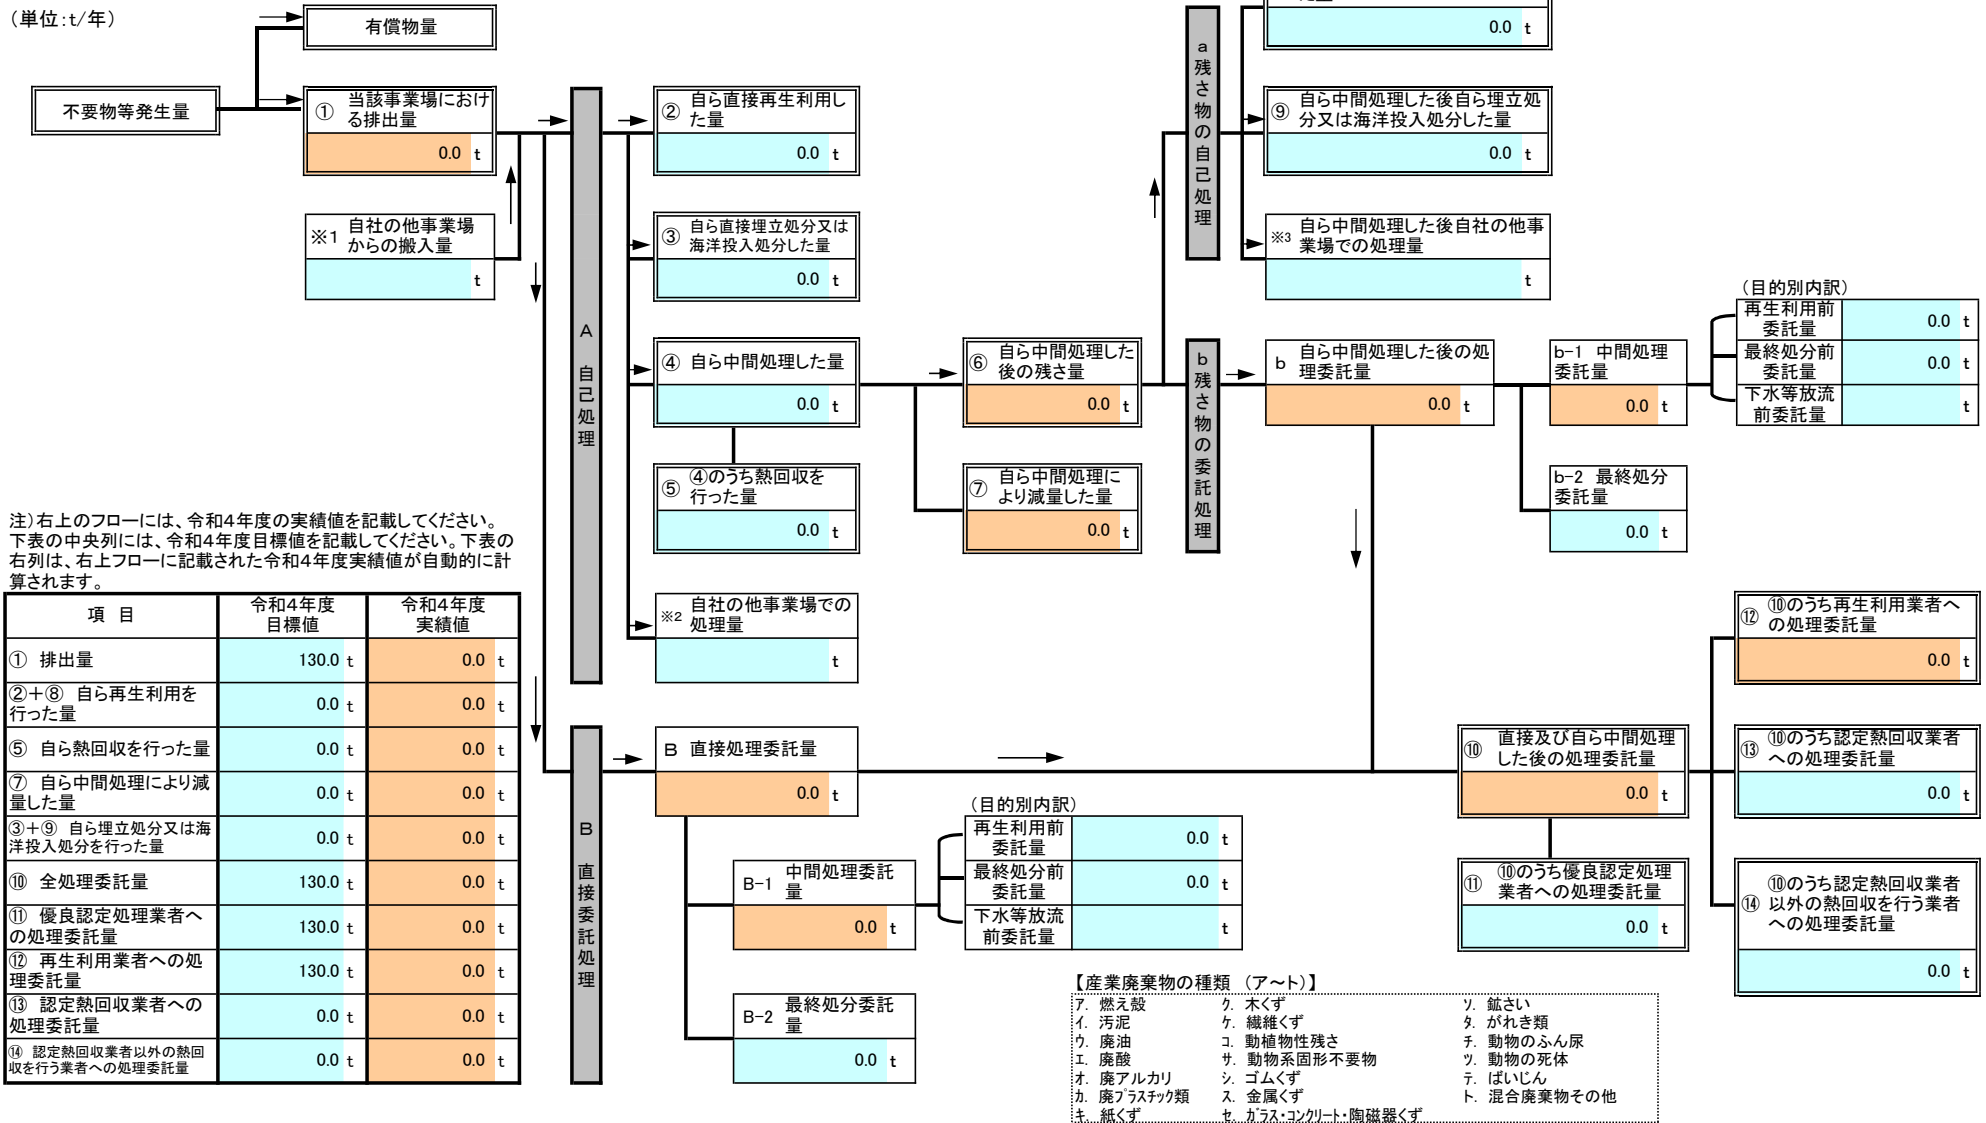 （単位：t/年）
有償物量
不要物等発生量
① 当該事業場におけ
る排出量
0.0 t
※1 自社の他事業場
からの搬入量
t
A 自己処理
② 自ら直接再生利用し
た量
0.0 t
③ 自ら直接埋立処分又は
海洋投入処分した量
0.0 t
④ 自ら中間処理した量
0.0 t
⑤ ④のうち熱回収を
行った量
0.0 t
※2 自社の他事業場での
処理量
t
⑥ 自ら中間処理した
後の残さ量
0.0 t
⑦ 自ら中間処理に
より減量した量
0.0 t
a残さ物の自己処理
0.0 t
⑨ 自ら中間処理した後自ら埋立処
分又は海洋投入処分した量
0.0 t
※3 自ら中間処理した後自社の他事
業場での処理量
t
b残さ物の委託処理
b 自ら中間処理した後の処
理委託量
0.0 t
b-1 中間処理
委託量
0.0 t
b-2 最終処分
委託量
0.0 t
（目的別内訳）
再生利用前
委託量
0.0 t
最終処分前
委託量
0.0 t
下水等放流
前委託量
t
注）右上のフローには、令和4年度の実績値を記載してください。
下表の中央列には、令和4年度目標値を記載してください。下表の
右列は、右上フローに記載された令和4年度実績値が自動的に計
算されます。
項 目 令和4年度 令和4年度
目標値 実績値
① 排出量 130.0 t 0.0 t
②＋⑧ 自ら再生利用を
行った量 0.0 t 0.0 t
⑤ 自ら熱回収を行った量 0.0 t 0.0 t
⑦ 自ら中間処理により減
量した量 0.0 t 0.0 t
③＋⑨ 自ら埋立処分又は海
洋投入処分を行った量 0.0 t 0.0 t
⑩ 全処理委託量 130.0 t 0.0 t
⑪ 優良認定処理業者へ
の処理委託量 130.0 t 0.0 t
⑫ 再生利用業者への処
理委託量 130.0 t 0.0 t
⑬ 認定熱回収業者への
処理委託量 0.0 t 0.0 t
⑭ 認定熱回収業者以外の熱回
収を行う業者への処理委託量 0.0 t 0.0 t
B 直接委託処理
B 直接処理委託量
0.0 t
B-1 中間処理委託
量
0.0 t
B-2 最終処分委託
量
0.0 t
（目的別内訳）
再生利用前
委託量
0.0 t
最終処分前
委託量
0.0 t
下水等放流
前委託量
t
⑩ 直接及び自ら中間処理
した後の処理委託量
0.0 t
⑪ ⑩のうち優良認定処理
業者への処理委託量
0.0 t
⑫ ⑩のうち再生利用業者へ
の処理委託量
0.0 t
⑬ ⑩のうち認定熱回収業者
への処理委託量
0.0 t
⑭ ⑩のうち認定熱回収業者
以外の熱回収を行う業者
への処理委託量
0.0 t
【産業廃棄物の種類 （ア～ト）】
ア. 燃え殻 ク. 木くず ソ. 鉱さい
イ. 汚泥 ケ. 繊維くず タ. がれき類
ウ. 廃油 コ. 動植物性残さ チ. 動物のふん尿
エ. 廃酸 サ. 動物系固形不要物 ツ. 動物の死体
オ. 廃アルカリ シ. ゴムくず テ. ばいじん
カ. 廃プラスチック類 ス. 金属くず ト. 混合廃棄物その他
キ. 紙くず セ. ガラス・コンクリート・陶磁器くず